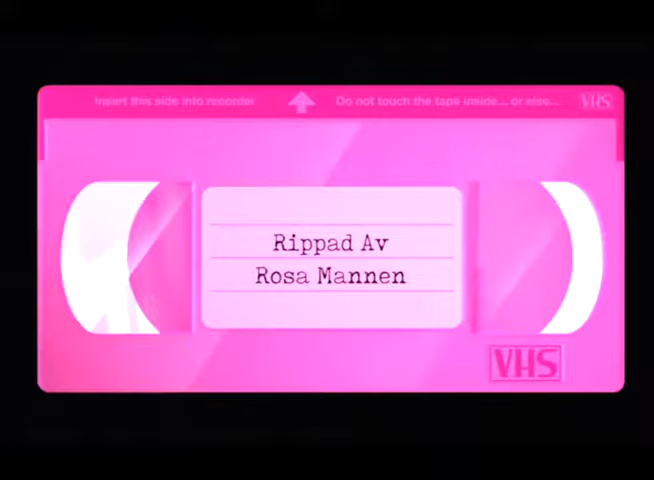 Insert this side into recorder
Do not touch the tape inside... or else...
VHS
Rippad Av
Rosa Mannen
VHS